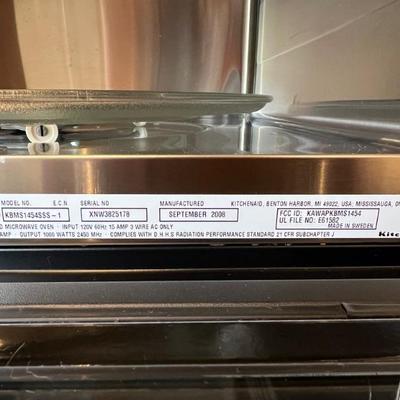 MODEL NO. E.C.N SERIAL NO MANUFACTURED KITCHENAID, BENTON HARBOR, MI 49022, USA; MISSISSAUGA, ON
KBMS1454SSS-1 XNW3825178 SEPTEMBER 2008 FCC ID: KAWAPKBMS1454
UL FILE NO: E61582
D MICROWAVE OVEN - INPUT 120V 60Hz 15 AMP 3 WIRE AC ONLY MADE IN SWEDEN
AMP - OUTPUT 1000 WATTS 2450 MHz - COMPLIES WITH D.H.H.S RADIATION PERFORMANCE STANDARD 21 CFR SUBCHAPTER J Kitc